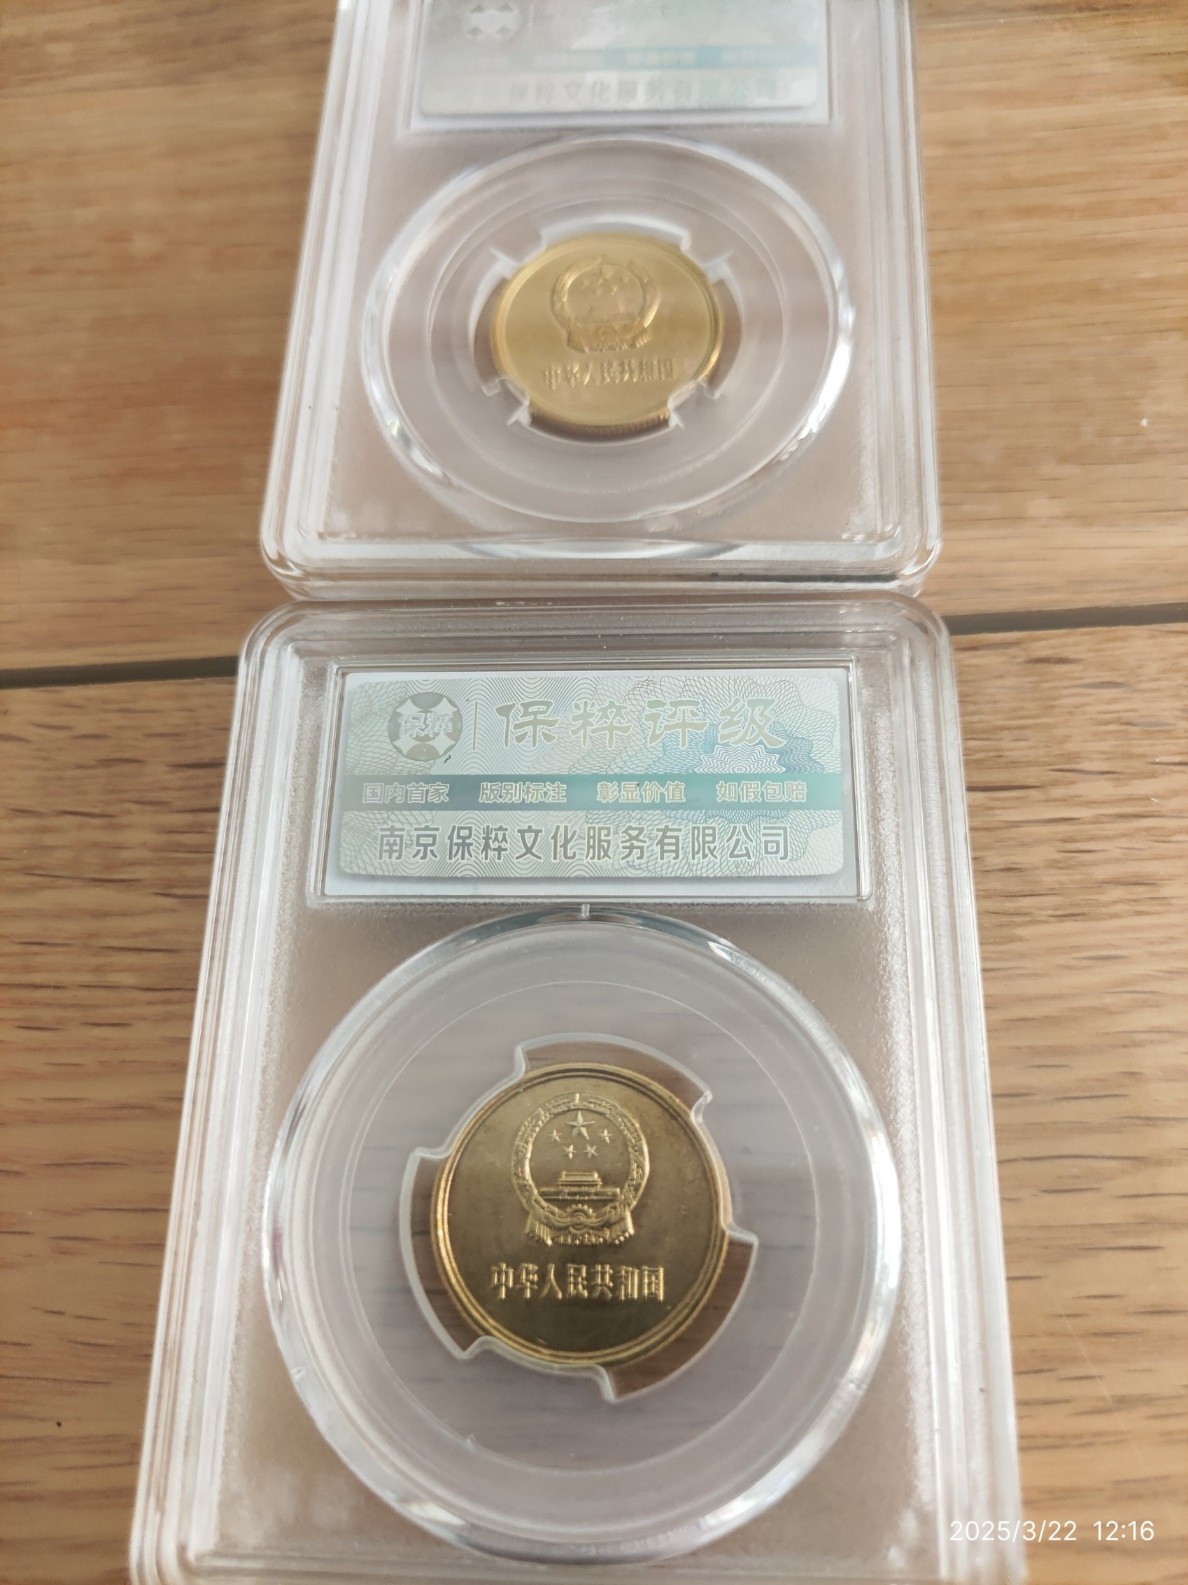 保粹文化服务有限公司
中华人民共和国
保粹
保粹评级
国内首家 版别标注 彰显价值 如假包赔
南京保粹文化服务有限公司
中华人民共和国
2025/3/22 12:16